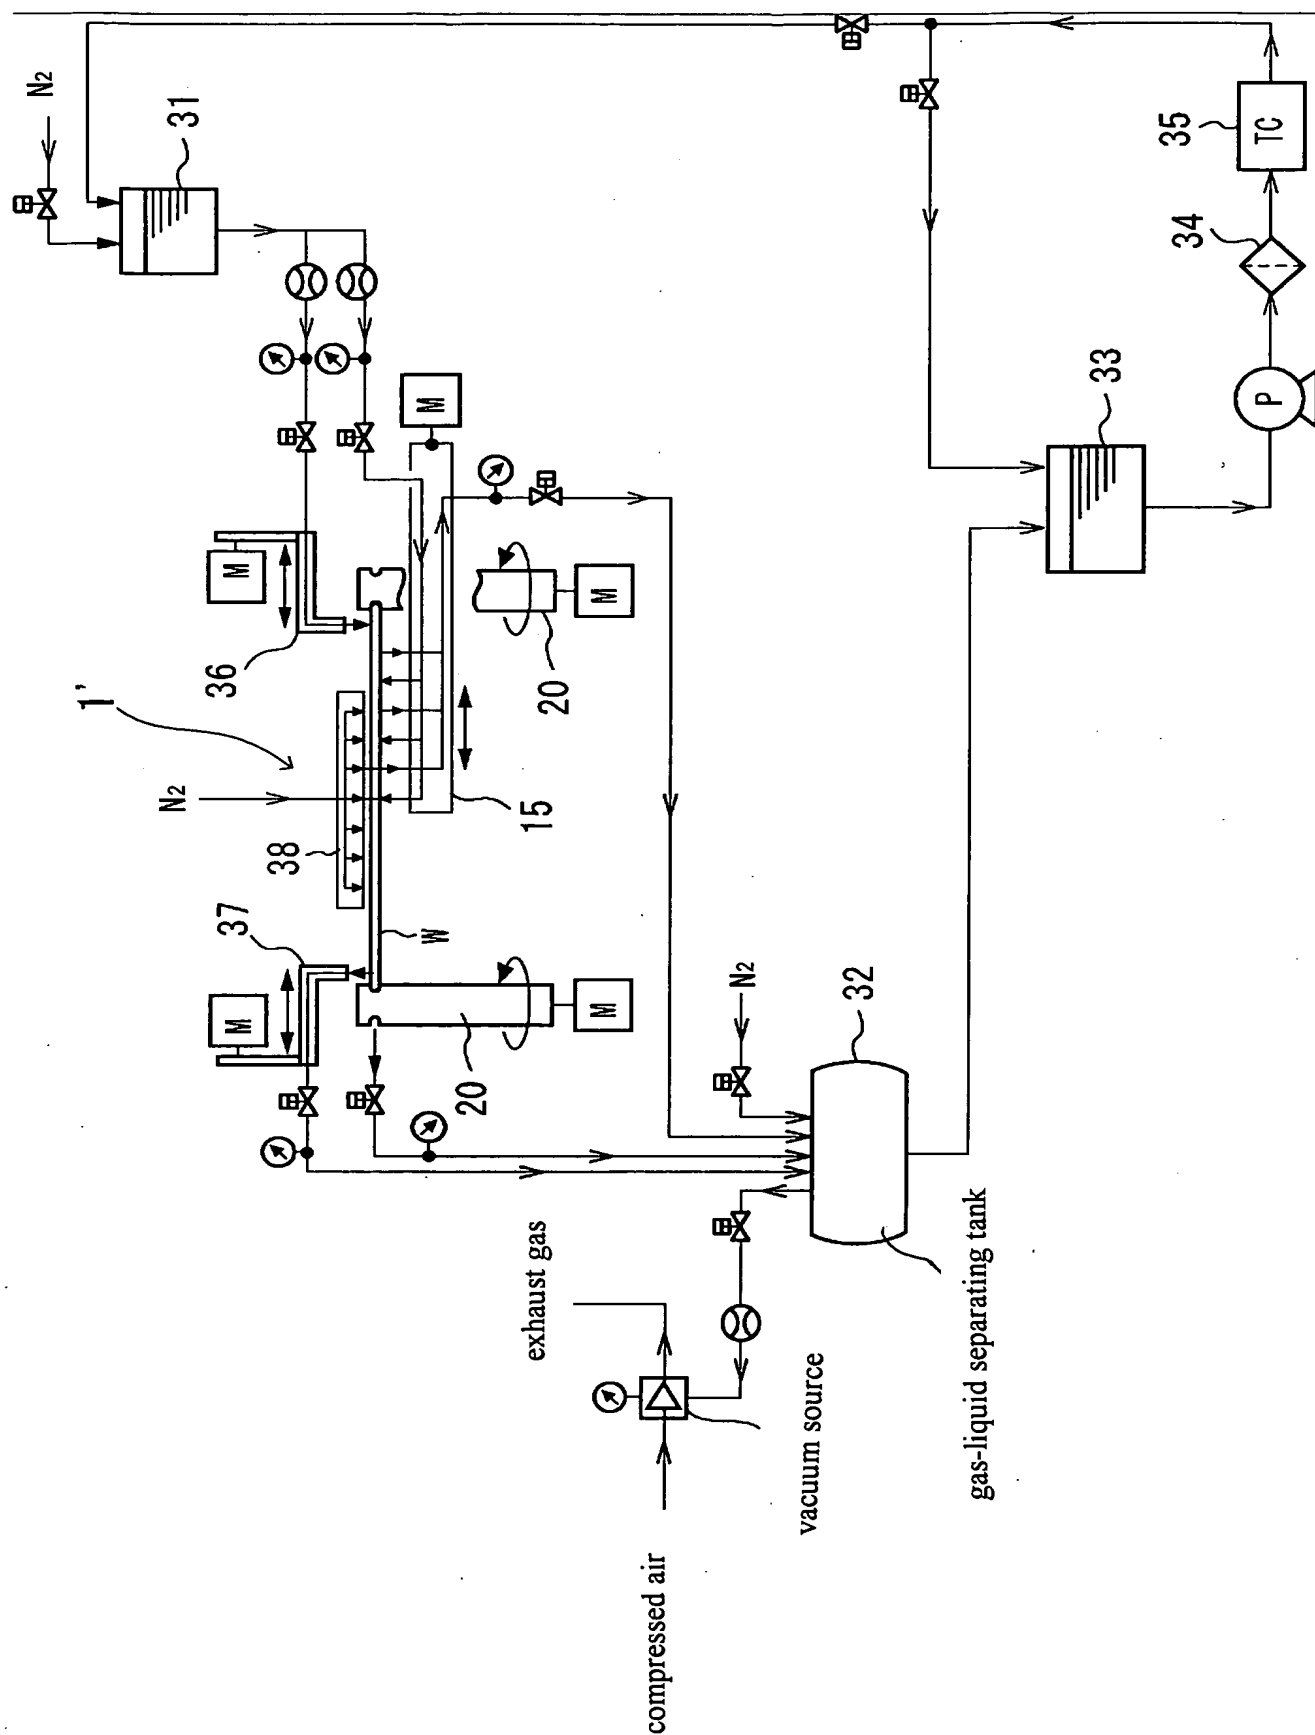 N2
1'
31
N2
37
36
M
M
38
M
W
20
15
exhaust gas
20
M
M
compressed air
N2
vacuum source
32
gas-liquid separating tank
33
34
35
P
TC